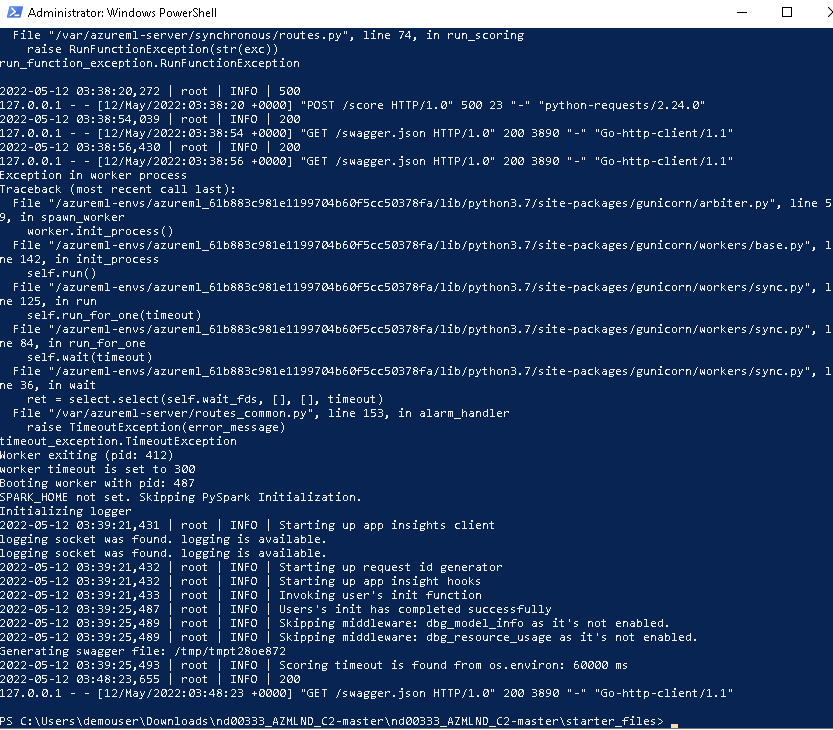 Administrator: Windows PowerShell
  File "/var/azureml-server/synchronous/routes.py", line 74, in run_scoring
    raise RunFunctionException(str(exc))
run_function_exception.RunFunctionException
2022-05-12 03:38:20,272 | root | INFO | 500
127.0.0.1 - - [12/May/2022:03:38:20 +0000] "POST /score HTTP/1.0" 500 23 "-" "python-requests/2.24.0"
2022-05-12 03:38:54,039 | root | INFO | 200
127.0.0.1 - - [12/May/2022:03:38:54 +0000] "GET /swagger.json HTTP/1.0" 200 3890 "-" "Go-http-client/1.1"
2022-05-12 03:38:56,430 | root | INFO | 200
127.0.0.1 - - [12/May/2022:03:38:56 +0000] "GET /swagger.json HTTP/1.0" 200 3890 "-" "Go-http-client/1.1"
Exception in worker process
Traceback (most recent call last):
  File "/azureml-envs/azureml_61b883c981e1199704b60f5cc50378fa/lib/python3.7/site-packages/gunicorn/arbiter.py", line 5
9, in spawn_worker
    worker.init_process()
  File "/azureml-envs/azureml_61b883c981e1199704b60f5cc50378fa/lib/python3.7/site-packages/gunicorn/workers/base.py", l
ne 142, in init_process
    self.run()
  File "/azureml-envs/azureml_61b883c981e1199704b60f5cc50378fa/lib/python3.7/site-packages/gunicorn/workers/sync.py", l
ne 125, in run
    self.run_for_one(timeout)
  File "/azureml-envs/azureml_61b883c981e1199704b60f5cc50378fa/lib/python3.7/site-packages/gunicorn/workers/sync.py", l
ne 84, in run_for_one
    self.wait(timeout)
  File "/azureml-envs/azureml_61b883c981e1199704b60f5cc50378fa/lib/python3.7/site-packages/gunicorn/workers/sync.py", l
ne 36, in wait
    ret = select.select(self.wait_fds, [], [], timeout)
  File "/var/azureml-server/routes_common.py", line 153, in alarm_handler
    raise TimeoutException(error_message)
timeout_exception.TimeoutException
Worker exiting (pid: 412)
worker timeout is set to 300
Booting worker with pid: 487
SPARK_HOME not set. Skipping PySpark Initialization.
Initializing logger
2022-05-12 03:39:21,431 | root | INFO | Starting up app insights client
logging socket was found. logging is available.
logging socket was found. logging is available.
2022-05-12 03:39:21,432 | root | INFO | Starting up request id generator
2022-05-12 03:39:21,432 | root | INFO | Starting up app insight hooks
2022-05-12 03:39:21,433 | root | INFO | Invoking user's init function
2022-05-12 03:39:25,487 | root | INFO | Users's init has completed successfully
2022-05-12 03:39:25,489 | root | INFO | Skipping middleware: dbg_model_info as it's not enabled.
2022-05-12 03:39:25,489 | root | INFO | Skipping middleware: dbg_resource_usage as it's not enabled.
Generating swagger file: /tmp/tmpt28oe872
2022-05-12 03:39:25,493 | root | INFO | Scoring timeout is found from os.environ: 60000 ms
2022-05-12 03:48:23,655 | root | INFO | 200
127.0.0.1 - - [12/May/2022:03:48:23 +0000] "GET /swagger.json HTTP/1.0" 200 3890 "-" "Go-http-client/1.1"
PS C:\Users\demouser\Downloads\nd00333_AZMLND_C2-master\nd00333_AZMLND_C2-master\starter_files>